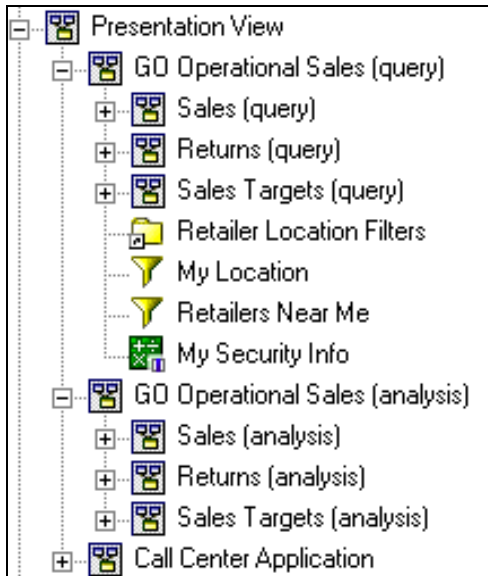 Presentation View
GO Operational Sales (query)
Sales (query)
Returns (query)
Sales Targets (query)
Retailer Location Filters
My Location
Retailers Near Me
My Security Info
GO Operational Sales (analysis)
Sales (analysis)
Returns (analysis)
Sales Targets (analysis)
Call Center Application